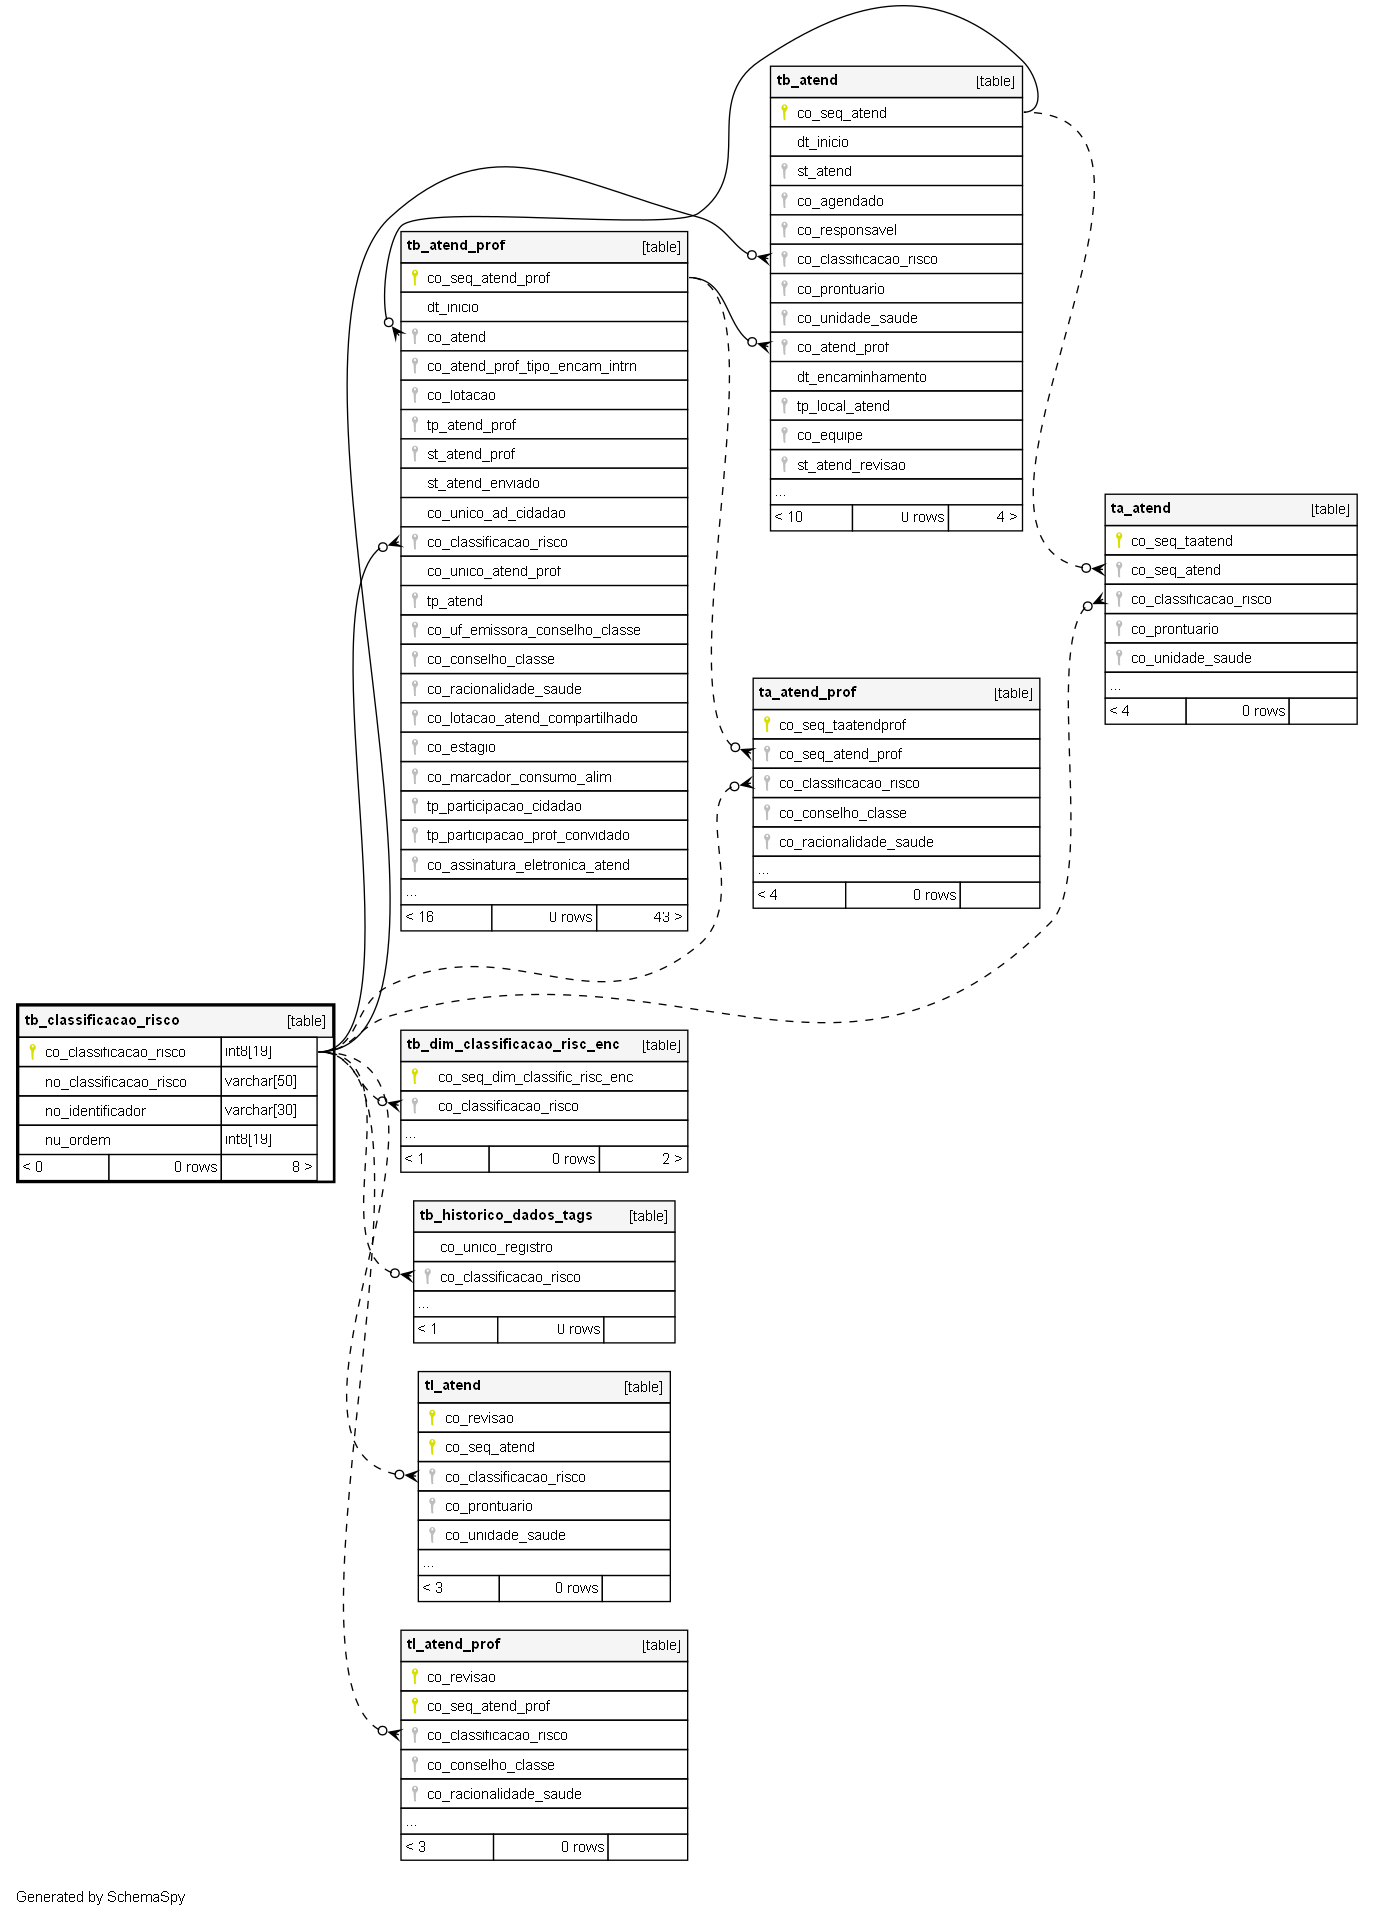 tb_atend [table]
co_seq_atend
dt_inicio
st_atend
co_agendado
co_responsavel
co_classificacao_risco
co_prontuario
co_unidade_saude
co_atend_prof
dt_encaminhamento
tp_local_atend
co_equipe
st_atend_revisao
...
< 10 0 rows 4 >
tb_atend_prof [table]
co_seq_atend_prof
dt_inicio
co_atend
co_atend_prof_tipo_encam_intrn
co_lotacao
tp_atend_prof
st_atend_prof
st_atend_enviado
co_unico_ad_cidadao
co_classificacao_risco
co_unico_atend_prof
tp_atend
co_uf_emissora_conselho_classe
co_conselho_classe
co_racionalidade_saude
co_lotacao_atend_compartilhado
co_estagio
co_marcador_consumo_alim
tp_participacao_cidadao
tp_participacao_prof_convidado
co_assinatura_eletronica_atend
...
< 16 0 rows 43 >
ta_atend [table]
co_seq_taatend
co_seq_atend
co_classificacao_risco
co_prontuario
co_unidade_saude
...
< 4 0 rows
ta_atend_prof [table]
co_seq_taatendprof
co_seq_atend_prof
co_classificacao_risco
co_conselho_classe
co_racionalidade_saude
...
< 4 0 rows
tb_classificacao_risco [table]
co_classificacao_risco int8[19]
no_classificacao_risco varchar[50]
no_identificador varchar[30]
nu_ordem int8[19]
< 0 0 rows 8 >
tb_dim_classificacao_risc_enc [table]
co_seq_dim_classific_risc_enc
co_classificacao_risco
...
< 1 0 rows 2 >
tb_historico_dados_tags [table]
co_unico_registro
co_classificacao_risco
...
< 1 0 rows
tl_atend [table]
co_revisao
co_seq_atend
co_classificacao_risco
co_prontuario
co_unidade_saude
...
< 3 0 rows
tl_atend_prof [table]
co_revisao
co_seq_atend_prof
co_classificacao_risco
co_conselho_classe
co_racionalidade_saude
...
< 3 0 rows
Generated by SchemaSpy